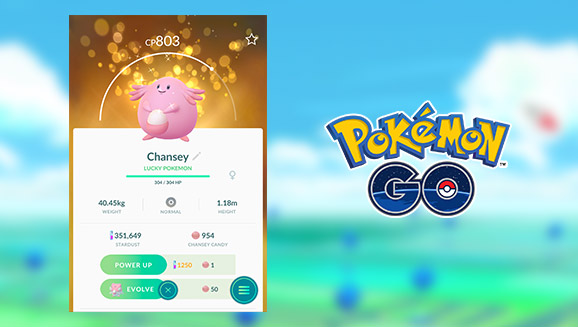 CP803
Chansey
LUCKY POKÉMON
304 / 304 HP
40.45kg
WEIGHT
NORMAL
1.18m
HEIGHT
351,649
STARDUST
954
CHANSEY CANDY
POWER UP 1250 1
EVOLVE 50
POKéMON
TM
GO